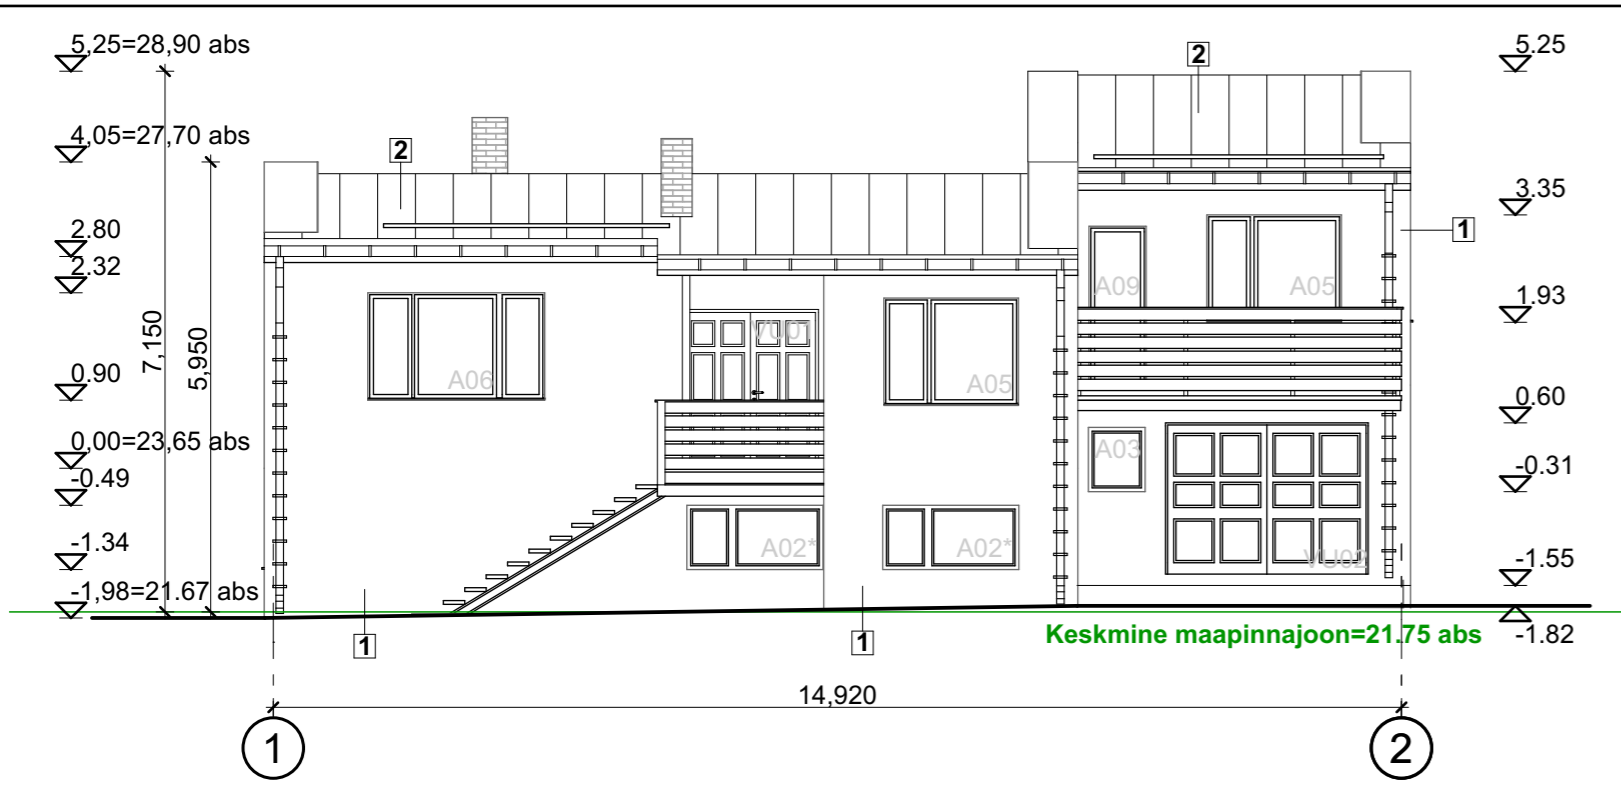 5,25=28,90 abs
2
5.25
4,05=27,70 abs
2
3.35
2.80
1
2.32
A09
A05
1.93
7,150
5,950
VU01
0.90
A06
A05
0.60
0,00=23,65 abs
A03
-0.49
-0.31
-1.34
A02*
A02*
VU02
-1.55
-1,98=21.67 abs
1
1
Keskmine maapinnajoon=21.75 abs
-1.82
14,920
1
2